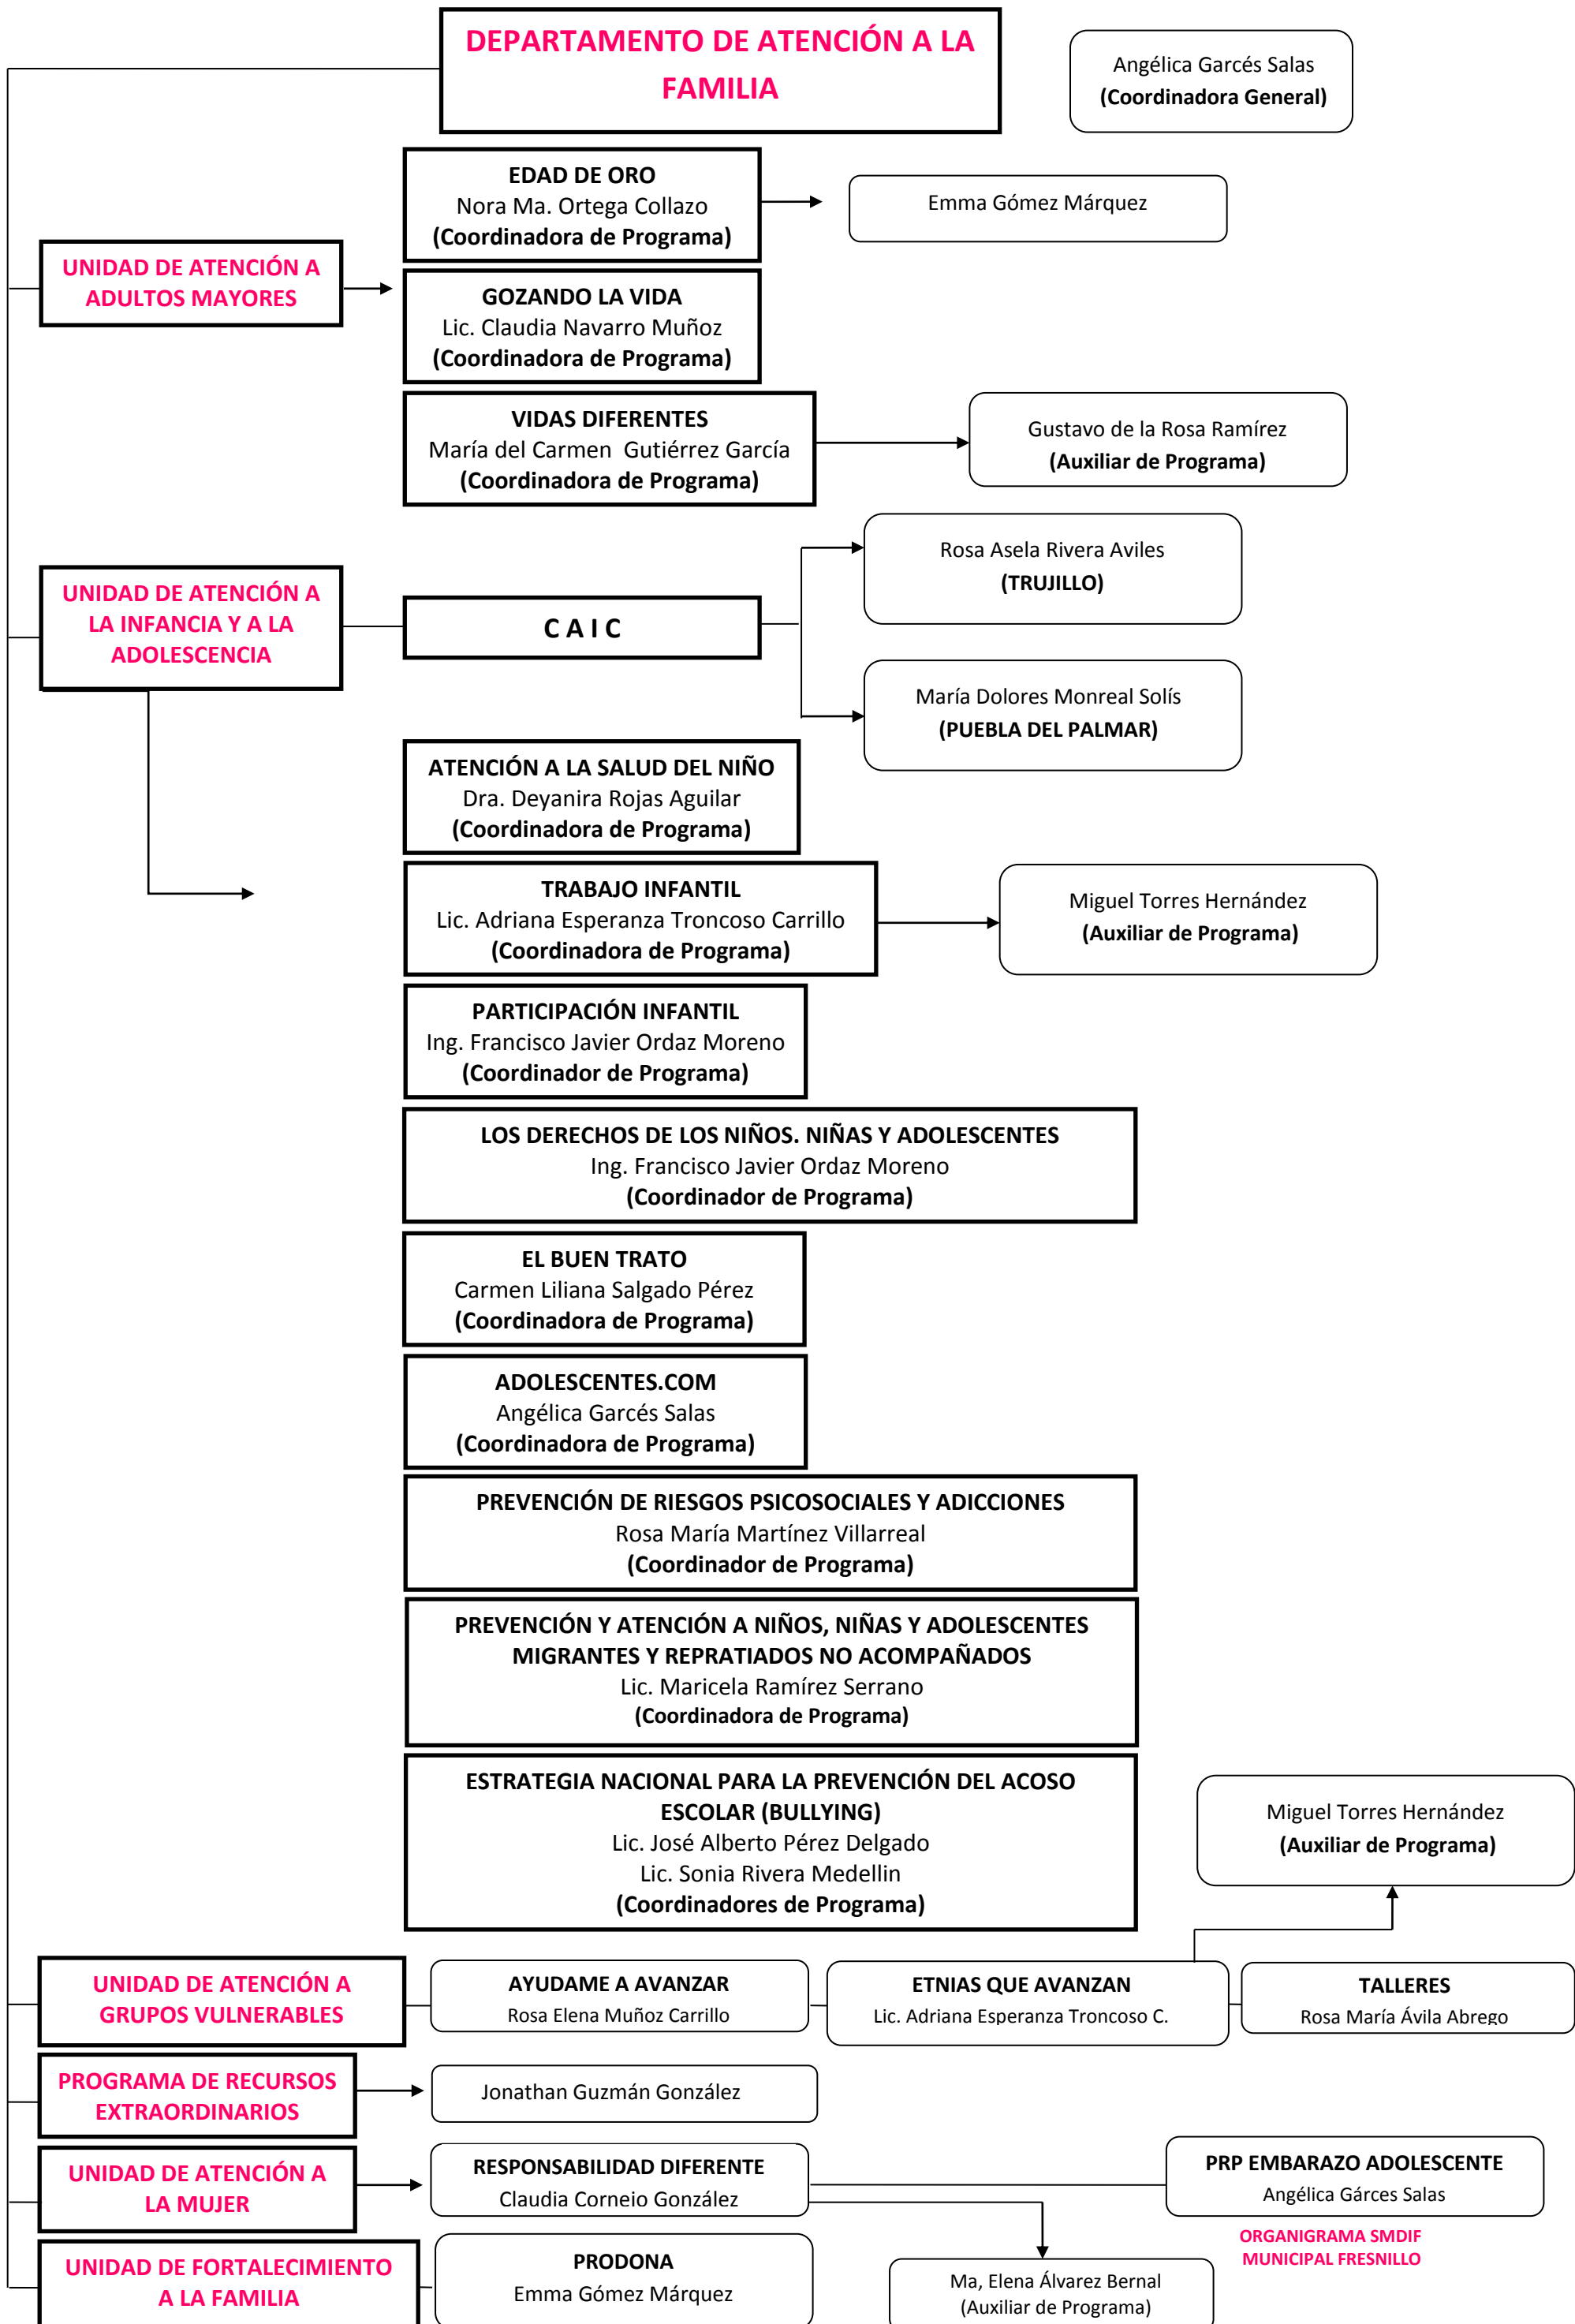 DEPARTAMENTO DE ATENCIÓN A LA
FAMILIA
Angélica Garcés Salas
(Coordinadora General)
EDAD DE ORO
Nora Ma. Ortega Collazo
(Coordinadora de Programa)
Emma Gómez Márquez
UNIDAD DE ATENCIÓN A
ADULTOS MAYORES
GOZANDO LA VIDA
Lic. Claudia Navarro Muñoz
(Coordinadora de Programa)
VIDAS DIFERENTES
María del Carmen  Gutiérrez García
(Coordinadora de Programa)
Gustavo de la Rosa Ramírez
(Auxiliar de Programa)
UNIDAD DE ATENCIÓN A
LA INFANCIA Y A LA
ADOLESCENCIA
C A I C
Rosa Asela Rivera Aviles
(TRUJILLO)
María Dolores Monreal Solís
(PUEBLA DEL PALMAR)
ATENCIÓN A LA SALUD DEL NIÑO
Dra. Deyanira Rojas Aguilar
(Coordinadora de Programa)
TRABAJO INFANTIL
Lic. Adriana Esperanza Troncoso Carrillo
(Coordinadora de Programa)
Miguel Torres Hernández
(Auxiliar de Programa)
PARTICIPACIÓN INFANTIL
Ing. Francisco Javier Ordaz Moreno
(Coordinador de Programa)
LOS DERECHOS DE LOS NIÑOS. NIÑAS Y ADOLESCENTES
Ing. Francisco Javier Ordaz Moreno
(Coordinador de Programa)
EL BUEN TRATO
Carmen Liliana Salgado Pérez
(Coordinadora de Programa)
ADOLESCENTES.COM
Angélica Garcés Salas
(Coordinadora de Programa)
PREVENCIÓN DE RIESGOS PSICOSOCIALES Y ADICCIONES
Rosa María Martínez Villarreal
(Coordinador de Programa)
PREVENCIÓN Y ATENCIÓN A NIÑOS, NIÑAS Y ADOLESCENTES
MIGRANTES Y REPRATIADOS NO ACOMPAÑADOS
Lic. Maricela Ramírez Serrano
(Coordinadora de Programa)
ESTRATEGIA NACIONAL PARA LA PREVENCIÓN DEL ACOSO
ESCOLAR (BULLYING)
Lic. José Alberto Pérez Delgado
Lic. Sonia Rivera Medellin
(Coordinadores de Programa)
Miguel Torres Hernández
(Auxiliar de Programa)
UNIDAD DE ATENCIÓN A
GRUPOS VULNERABLES
AYUDAME A AVANZAR
Rosa Elena Muñoz Carrillo
ETNIAS QUE AVANZAN
Lic. Adriana Esperanza Troncoso C.
TALLERES
Rosa María Ávila Abrego
PROGRAMA DE RECURSOS
EXTRAORDINARIOS
Jonathan Guzmán González
UNIDAD DE ATENCIÓN A
LA MUJER
RESPONSABILIDAD DIFERENTE
Claudia Cornejo González
PRP EMBARAZO ADOLESCENTE
Angélica Gárces Salas
ORGANIGRAMA SMDIF
MUNICIPAL FRESNILLO
UNIDAD DE FORTALECIMIENTO
A LA FAMILIA
PRODONA
Emma Gómez Márquez
Ma, Elena Álvarez Bernal
(Auxiliar de Programa)